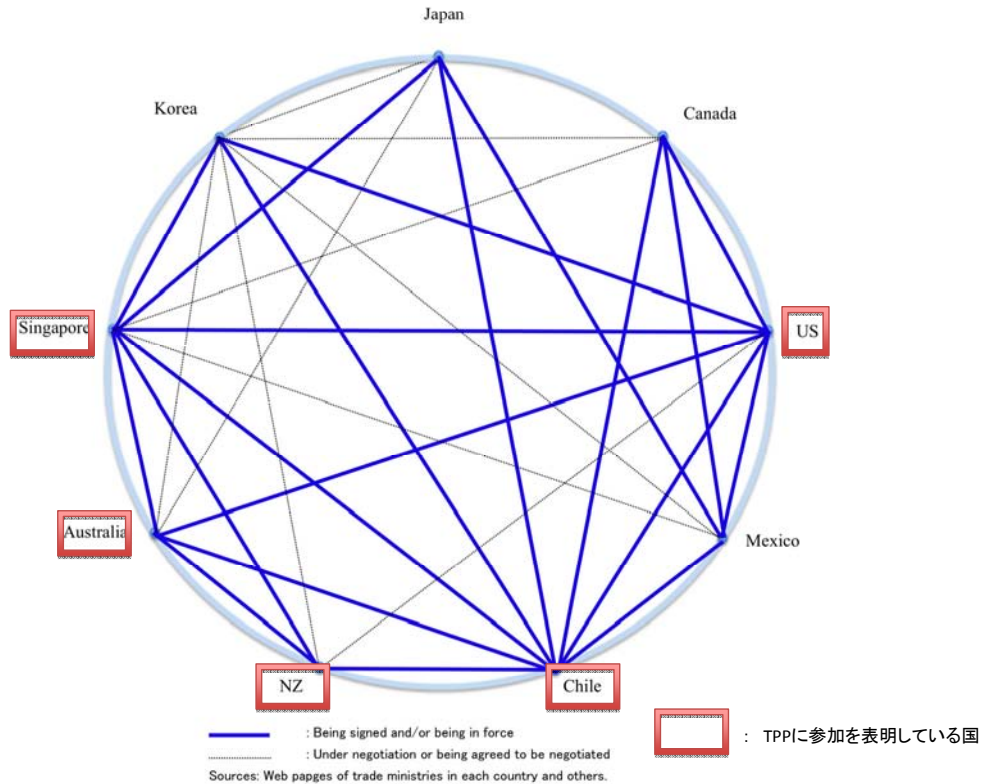 Japan
Korea
Canada
Singapore
US
Australia
Mexico
NZ
Chile
: Being signed and/or being in force
: Under negotiation or being agreed to be negotiated
Sources: Web papges of trade ministries in each country and others.
： TPPに参加を表明している国